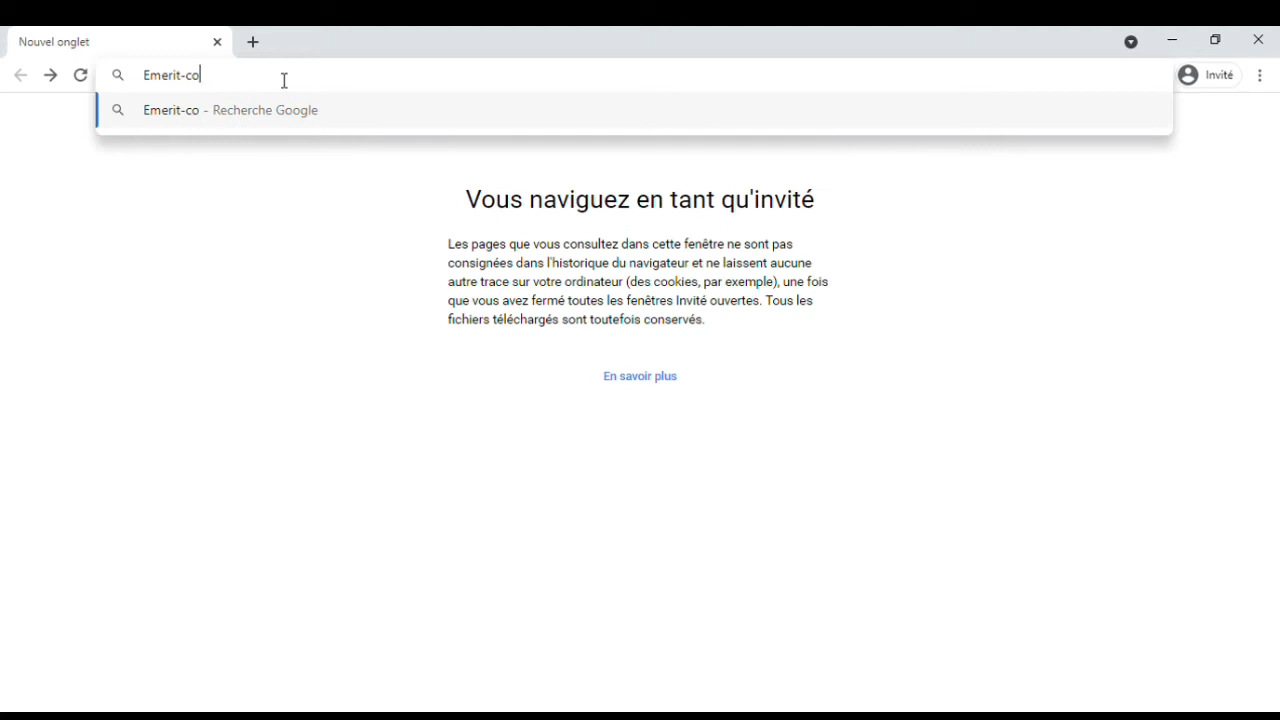 Nouvel onglet
Emerit-co
Invité
Emerit-co - Recherche Google
Vous naviguez en tant qu'invité
Les pages que vous consultez dans cette fenêtre ne sont pas
consignées dans l'historique du navigateur et ne laissent aucune
autre trace sur votre ordinateur (des cookies, par exemple), une fois
que vous avez fermé toutes les fenêtres Invité ouvertes. Tous les
fichiers téléchargés sont toutefois conservés.
En savoir plus